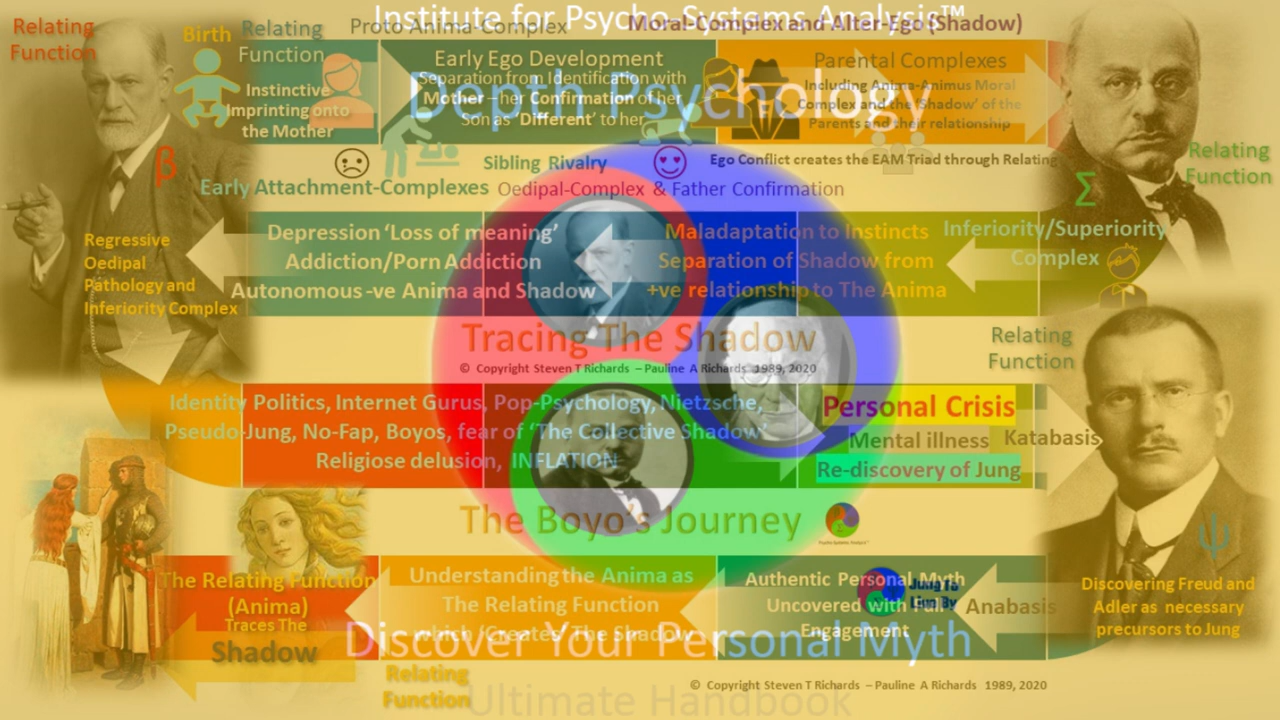 Institute for Psycho-Systems Analysis™
Relating
Function
Birth
Relating
Function
Proto Anima-Complex
Moral-Complex and Alter-Ego (Shadow)
Instinctive
Imprinting onto
the Mother
Early Ego Development
Separation from Identification with
Mother – her Confirmation of her
Son as 'Different' to her
Depth Psychology
Parental Complexes
Including Anima-Animus Moral
Complex and the 'Shadow' of the
Parents and their relationship
β
Σ
Relating
Function
Sibling Rivalry
Ego Conflict creates the EAM Triad through Relating
Early Attachment-Complexes
Oedipal-Complex & Father Confirmation
Regressive
Oedipal
Pathology and
Inferiority Complex
Depression 'Loss of meaning'
Addiction/Porn Addiction
Autonomous -ve Anima and Shadow
Maladaptation to Instincts
Separation of Shadow from
+ve relationship to The Anima
Inferiority/Superiority
Complex
Tracing The Shadow
© Copyright Steven T Richards – Pauline A Richards 1989, 2020
Relating
Function
Identity Politics, Internet Gurus, Pop-Psychology, Nietzsche,
Pseudo-Jung, No-Fap, Boyos, fear of 'The Collective Shadow'
Religiose delusion, INFLATION
Personal Crisis
Mental illness
Re-discovery of Jung
Katabasis
The Boyo's Journey
The Relating Function
(Anima)
Traces The
Shadow
Understanding the Anima as
The Relating Function
which 'Creates' The Shadow
Authentic Personal Myth
Uncovered with Full
Engagement
Jung To
Live By
Anabasis
Ψ
Discovering Freud and
Adler as necessary
precursors to Jung
Discover Your Personal Myth
Relating
Function
© Copyright Steven T Richards – Pauline A Richards 1989, 2020
Ultimate Handbook